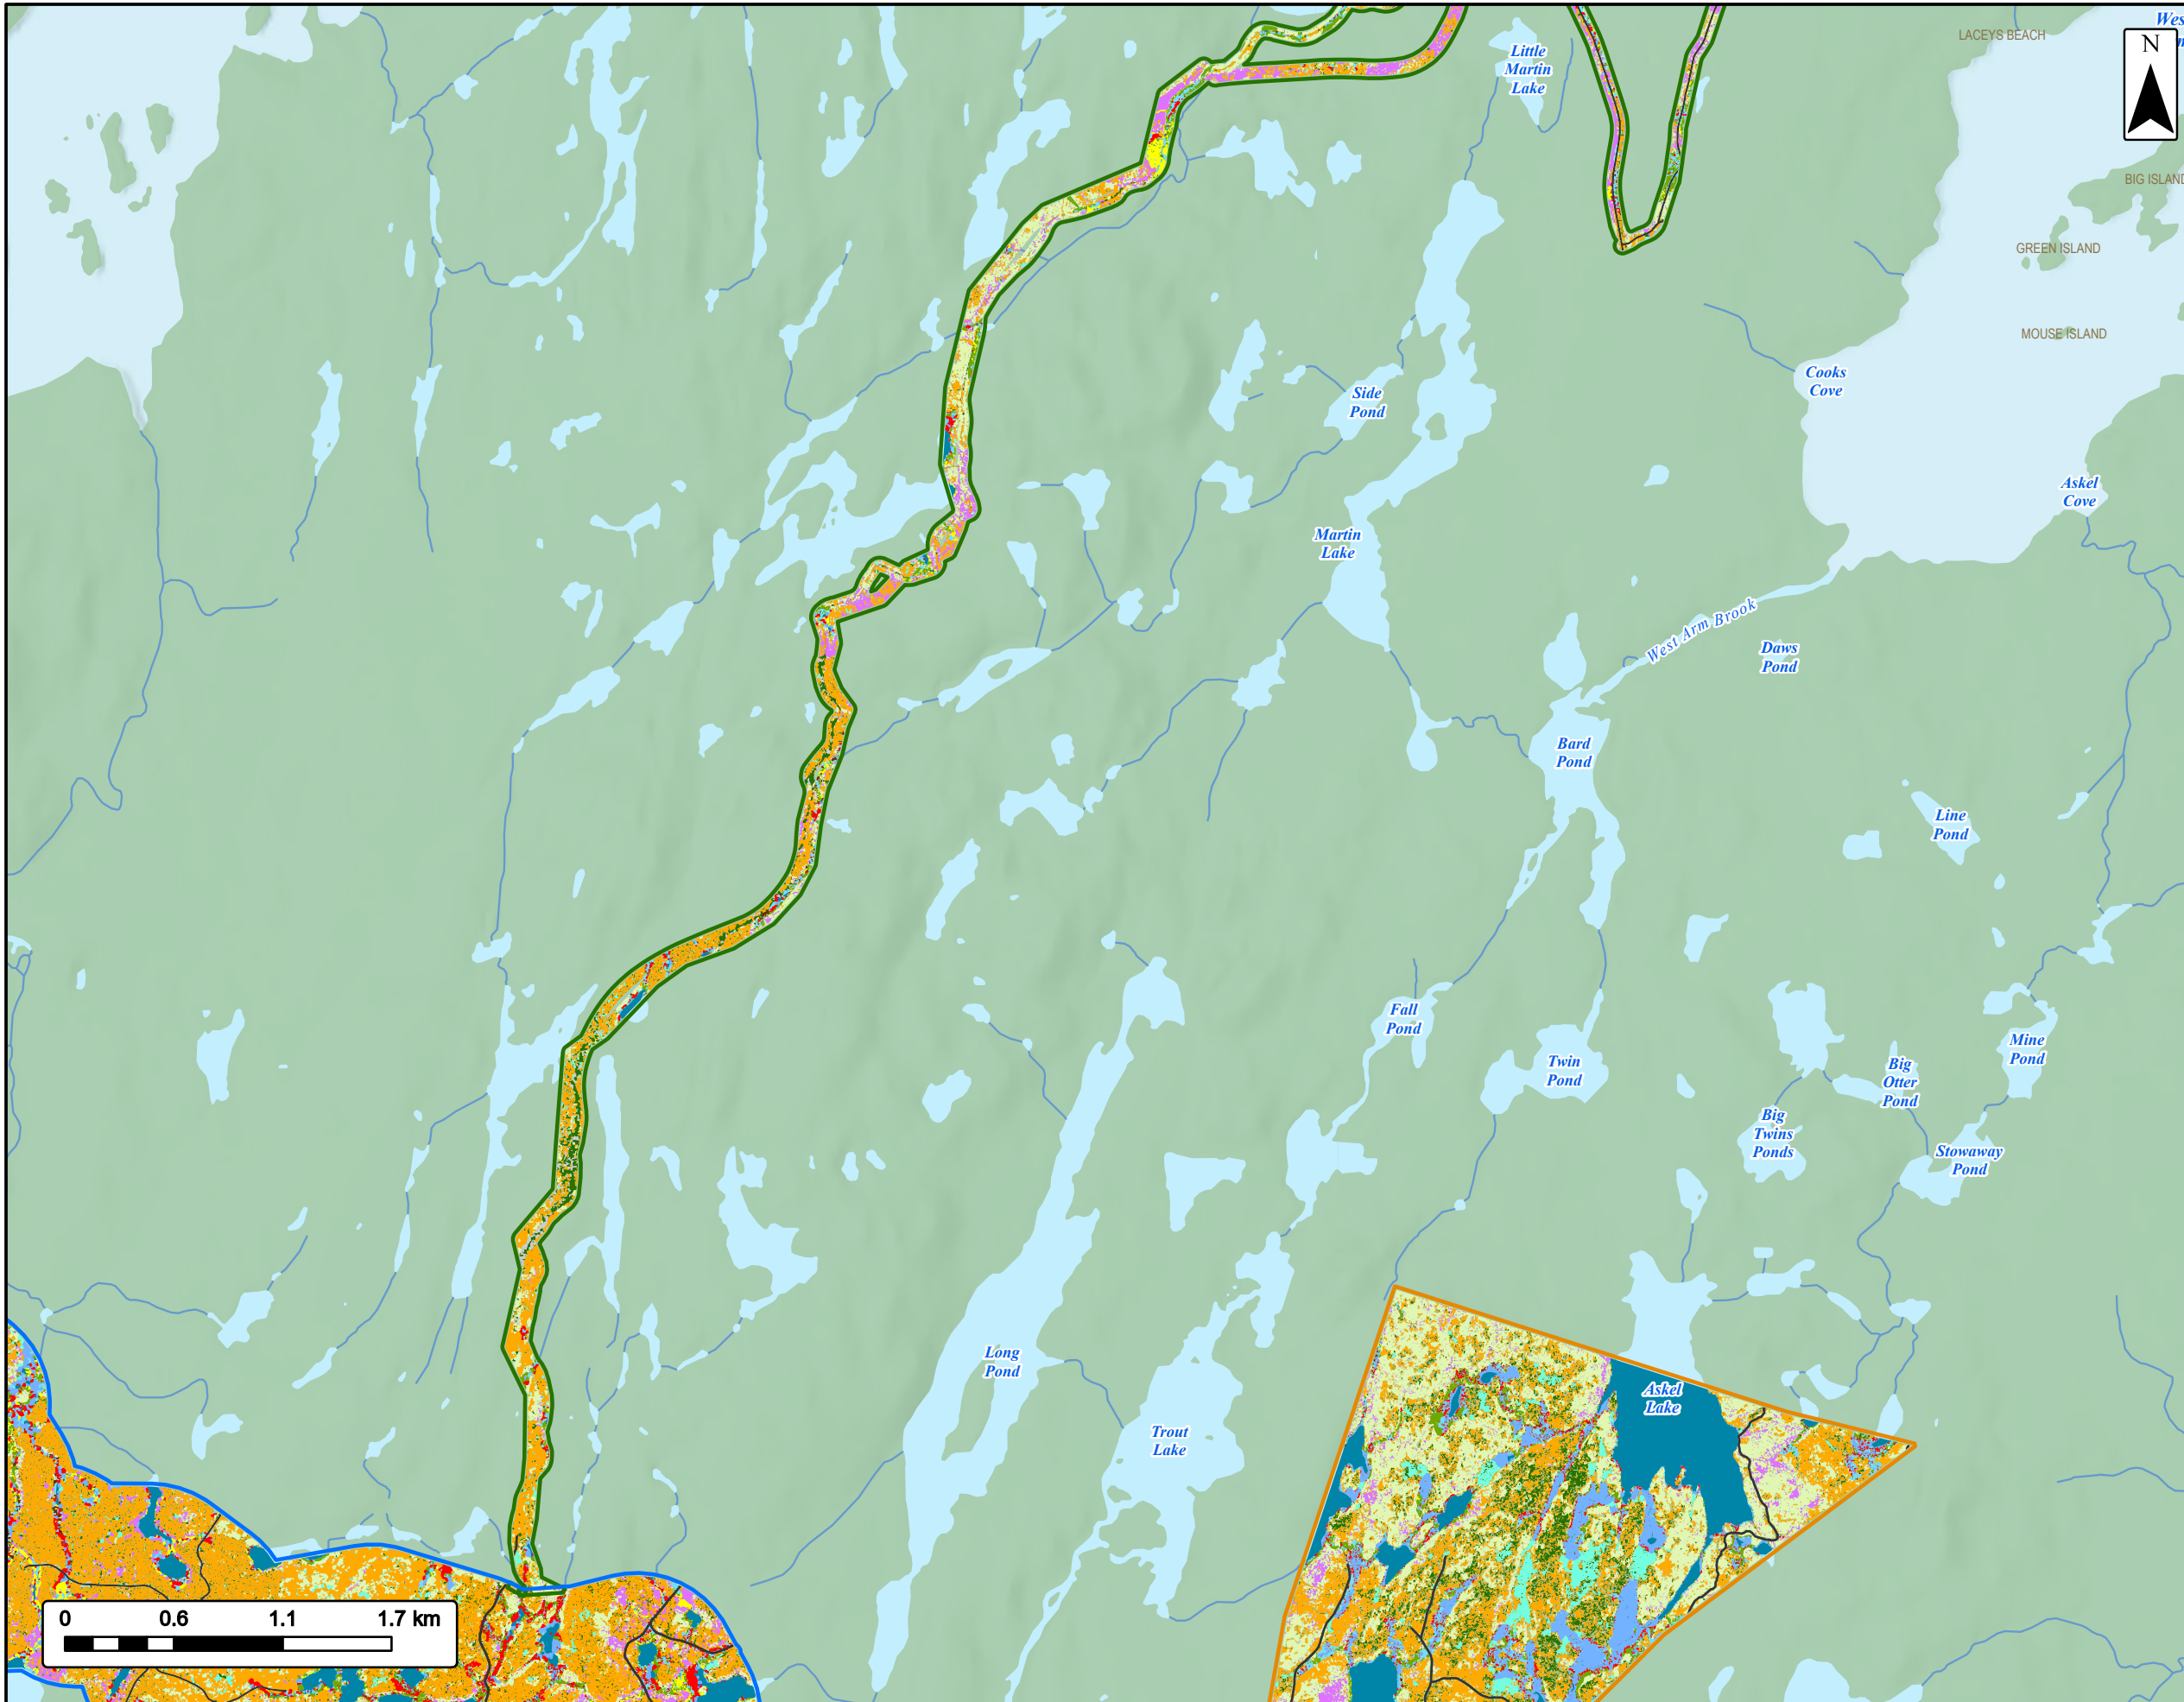 LACEYS BEACH
Wes
N
Little
Martin
Lake
BIG ISLAND
GREEN ISLAND
MOUSE ISLAND
Cooks
Cove
Side
Pond
Askel
Cove
Martin
Lake
West Arm Brook
Daws
Pond
Bard
Pond
Line
Pond
Fall
Pond
Twin
Pond
Mine
Pond
Big
Otter
Pond
Big
Twins
Ponds
Stowaway
Pond
Long
Pond
Askel
Lake
Trout
Lake
0 0.6 1.1 1.7 km